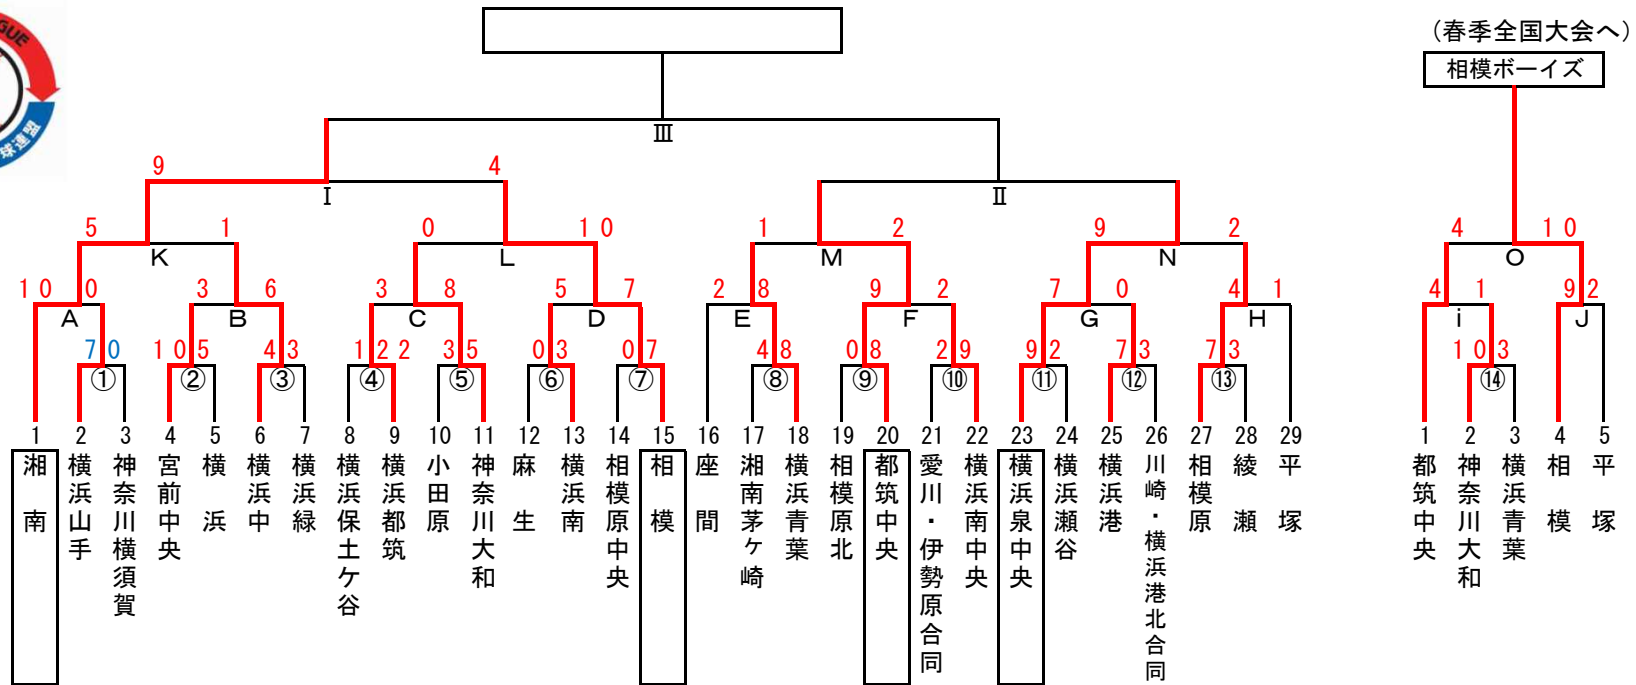 GUE
球連盟
(春季全国大会へ)
相模ボーイズ
Ⅲ
9 4
Ⅰ Ⅱ
5 1 0 10 1 2 9 2 4 10
K L M N O
10 0 3 6 3 8 5 7 2 8 9 2 7 0 4 1 4 1 9 2
A B C D E F G H i J
7 0 10 5 4 3 12 2 3 5 0 3 0 7 4 8 0 8 2 9 9 2 7 3 7 3 10 3
① ② ③ ④ ⑤ ⑥ ⑦ ⑧ ⑨ ⑩ ⑪ ⑫ ⑬ ⑭
1 2 3 4 5 6 7 8 9 10 11 12 13 14 15 16 17 18 19 20 21 22 23 24 25 26 27 28 29 1 2 3 4 5
湘南
横浜山手
神奈川横須賀
宮前中央
横浜
横浜中
横浜緑
横浜保土ケ谷
横浜都筑
小田原
神奈川大和
麻生
横浜南
相模原中央
相模
座間
湘南茅ケ崎
横浜青葉
相模原北
都筑中央
愛川・伊勢原合同
横浜南中央
横浜泉中央
横浜瀬谷
横浜港
川崎・横浜港北合同
相模原
綾瀬
平塚
都筑中央
神奈川大和
横浜青葉
相模
平塚